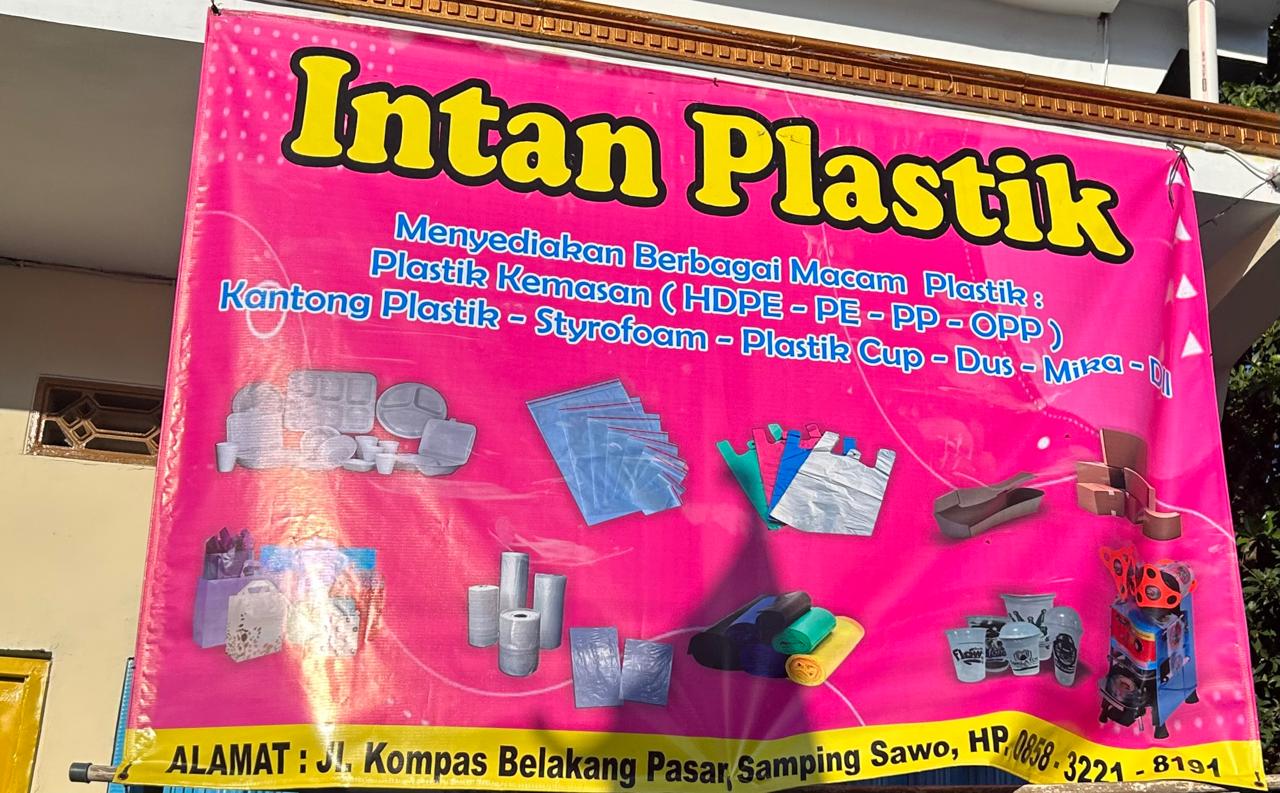 Intan Plastik
Menyediakan Berbagai Macam Plastik :
Plastik Kemasan ( HDPE - PE - PP - OPP )
Kantong Plastik - Styrofoam - Plastik Cup - Dus - Mika - Dll
ALAMAT : Jl. Kompas Belakang Pasar, Samping Sawo, HP. 0858 - 3221 - 8191